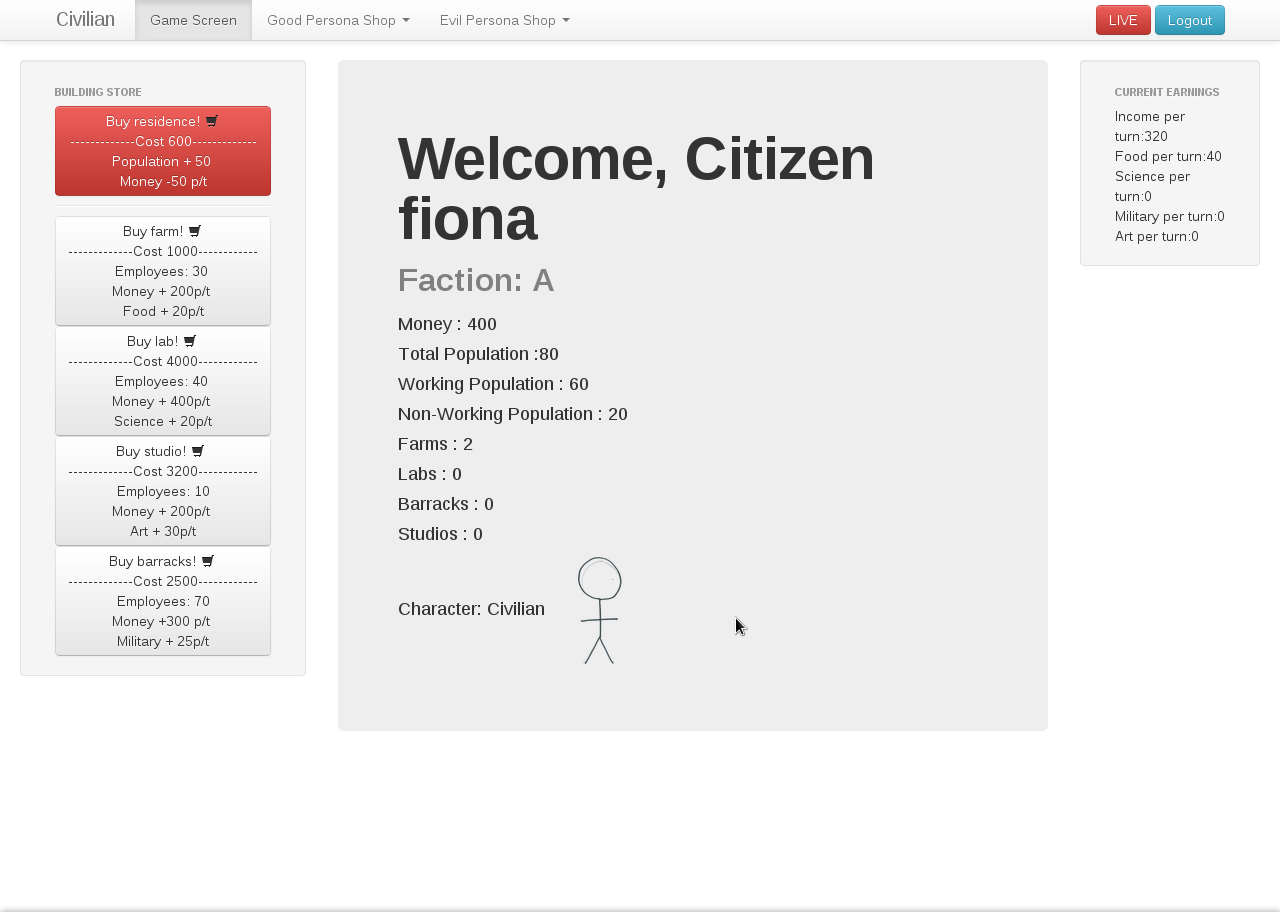 Civilian
Game Screen
Good Persona Shop
Evil Persona Shop
LIVE
Logout
BUILDING STORE
Buy residence!
-------------Cost 600-------------
Population + 50
Money -50 p/t
Buy farm!
-------------Cost 1000------------
Employees: 30
Money + 200p/t
Food + 20p/t
Buy lab!
-------------Cost 4000------------
Employees: 40
Money + 400p/t
Science + 20p/t
Buy studio!
-------------Cost 3200------------
Employees: 10
Money + 200p/t
Art + 30p/t
Buy barracks!
-------------Cost 2500------------
Employees: 70
Money +300 p/t
Military + 25p/t
Welcome, Citizen
fiona
Faction: A
Money : 400
Total Population :80
Working Population : 60
Non-Working Population : 20
Farms : 2
Labs : 0
Barracks : 0
Studios : 0
Character: Civilian
CURRENT EARNINGS
Income per
turn:320
Food per turn:40
Science per
turn:0
Military per turn:0
Art per turn:0